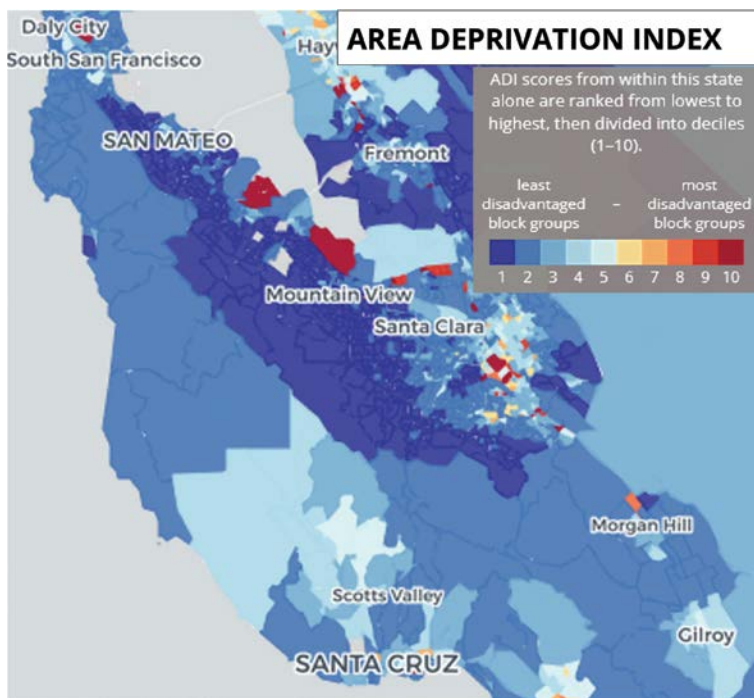 Daly City
South San Francisco
Hayw
AREA DEPRIVATION INDEX
ADI scores from within this state
alone are ranked from lowest to
highest, then divided into deciles
(1–10).
least
disadvantaged
block groups
–
most
disadvantaged
block groups
1 2 3 4 5 6 7 8 9 10
SAN MATEO
Fremont
Mountain View
Santa Clara
Morgan Hill
Scotts Valley
Gilroy
SANTA CRUZ